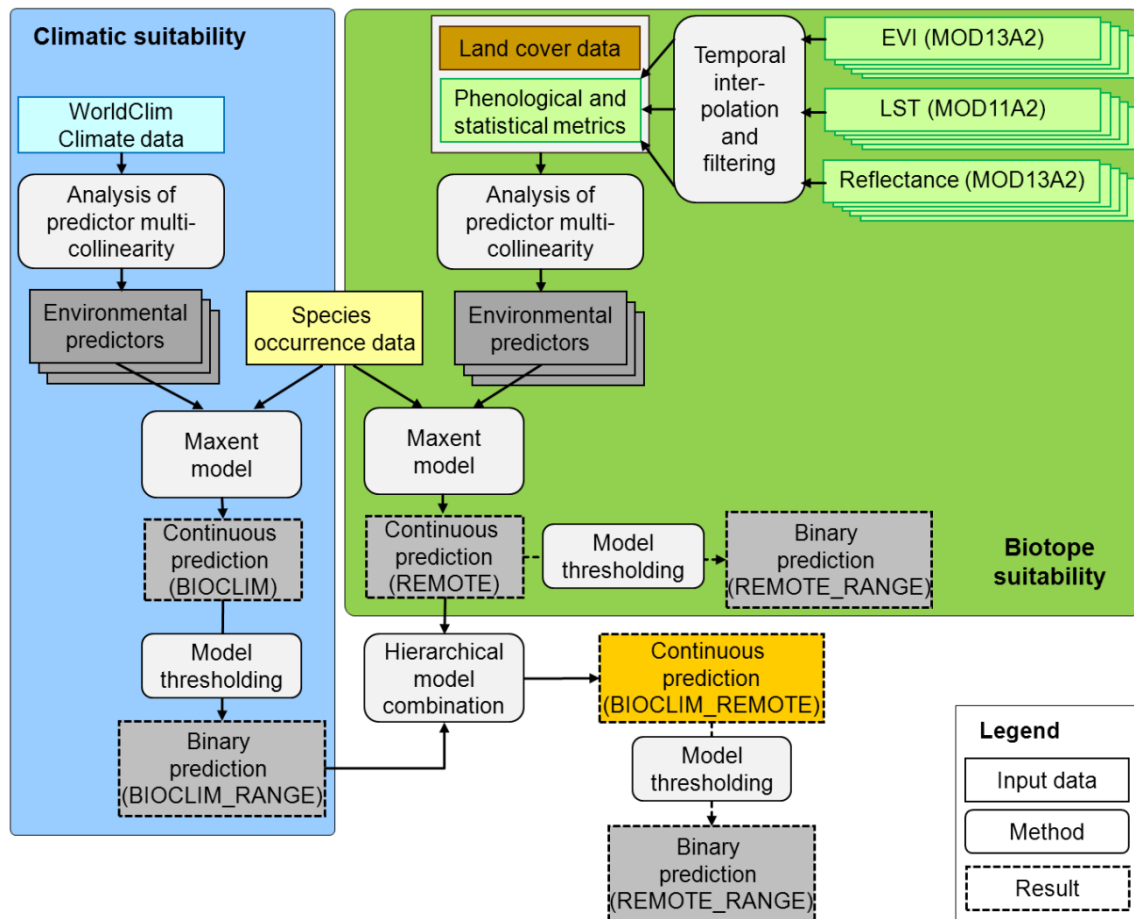 Climatic suitability
WorldClim
Climate data
Analysis of
predictor multi-
collinearity
Environmental
predictors
Species
occurrence data
Maxent
model
Continuous
prediction
(BIOCLIM)
Model
thresholding
Binary
prediction
(BIOCLIM_RANGE)
Land cover data
Phenological and
statistical metrics
Temporal
inter-
polation
and
filtering
EVI (MOD13A2)
LST (MOD11A2)
Reflectance (MOD13A2)
Analysis of
predictor multi-
collinearity
Environmental
predictors
Maxent
model
Continuous
prediction
(REMOTE)
Model
thresholding
Binary
prediction
(REMOTE_RANGE)
Biotope
suitability
Hierarchical
model
combination
Continuous
prediction
(BIOCLIM_REMOTE)
Model
thresholding
Binary
prediction
(REMOTE_RANGE)
Legend
Input data
Method
Result